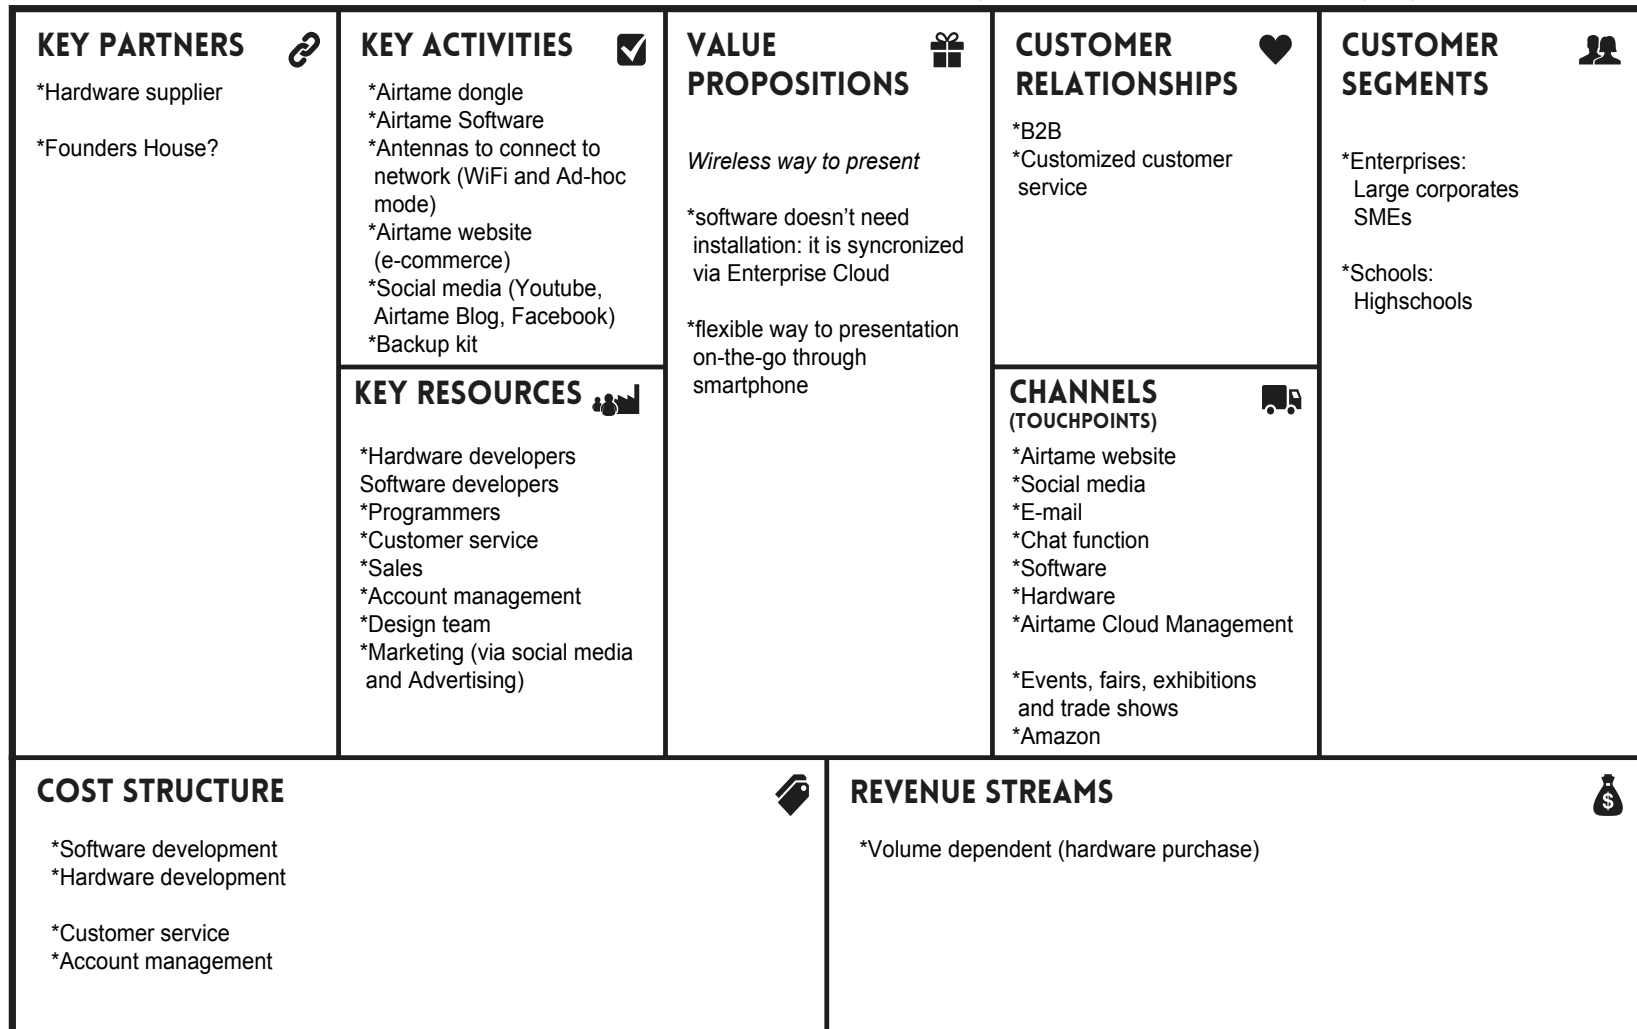 KEY PARTNERS
*Hardware supplier
*Founders House?
KEY ACTIVITIES
*Airtame dongle
*Airtame Software
*Antennas to connect to
network (WiFi and Ad-hoc
mode)
*Airtame website
(e-commerce)
*Social media (Youtube,
Airtame Blog, Facebook)
*Backup kit
KEY RESOURCES
*Hardware developers
Software developers
*Programmers
*Customer service
*Sales
*Account management
*Design team
*Marketing (via social media
and Advertising)
VALUE
PROPOSITIONS
Wireless way to present
*software doesn't need
installation: it is syncronized
via Enterprise Cloud
*flexible way to presentation
on-the-go through
smartphone
CUSTOMER
RELATIONSHIPS
*B2B
*Customized customer
service
CHANNELS
(TOUCHPOINTS)
*Airtame website
*Social media
*E-mail
*Chat function
*Software
*Hardware
*Airtame Cloud Management
*Events, fairs, exhibitions
and trade shows
*Amazon
CUSTOMER
SEGMENTS
*Enterprises:
Large corporates
SMEs
*Schools:
Highschools
COST STRUCTURE
*Software development
*Hardware development
*Customer service
*Account management
REVENUE STREAMS
$
*Volume dependent (hardware purchase)